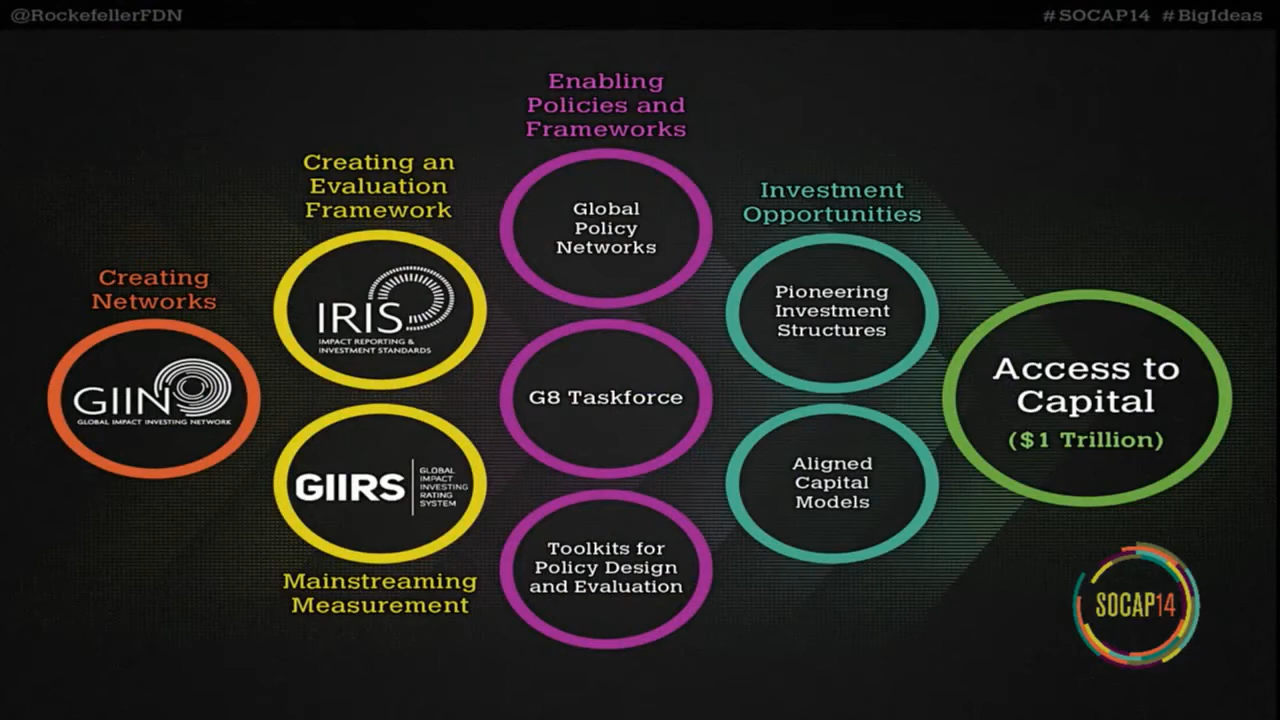 @RockefellerFDN
#SOCAP14 #BigIdeas
Creating
Networks
GIIN
GLOBAL IMPACT INVESTING NETWORK
Creating an
Evaluation
Framework
IRIS
IMPACT REPORTING &
INVESTMENT STANDARDS
GIIRS
GLOBAL
IMPACT
INVESTING
RATING
SYSTEM
Mainstreaming
Measurement
Enabling
Policies and
Frameworks
Global
Policy
Networks
G8 Taskforce
Toolkits for
Policy Design
and Evaluation
Investment
Opportunities
Pioneering
Investment
Structures
Aligned
Capital
Models
Access to
Capital
($1 Trillion)
SOCAP14